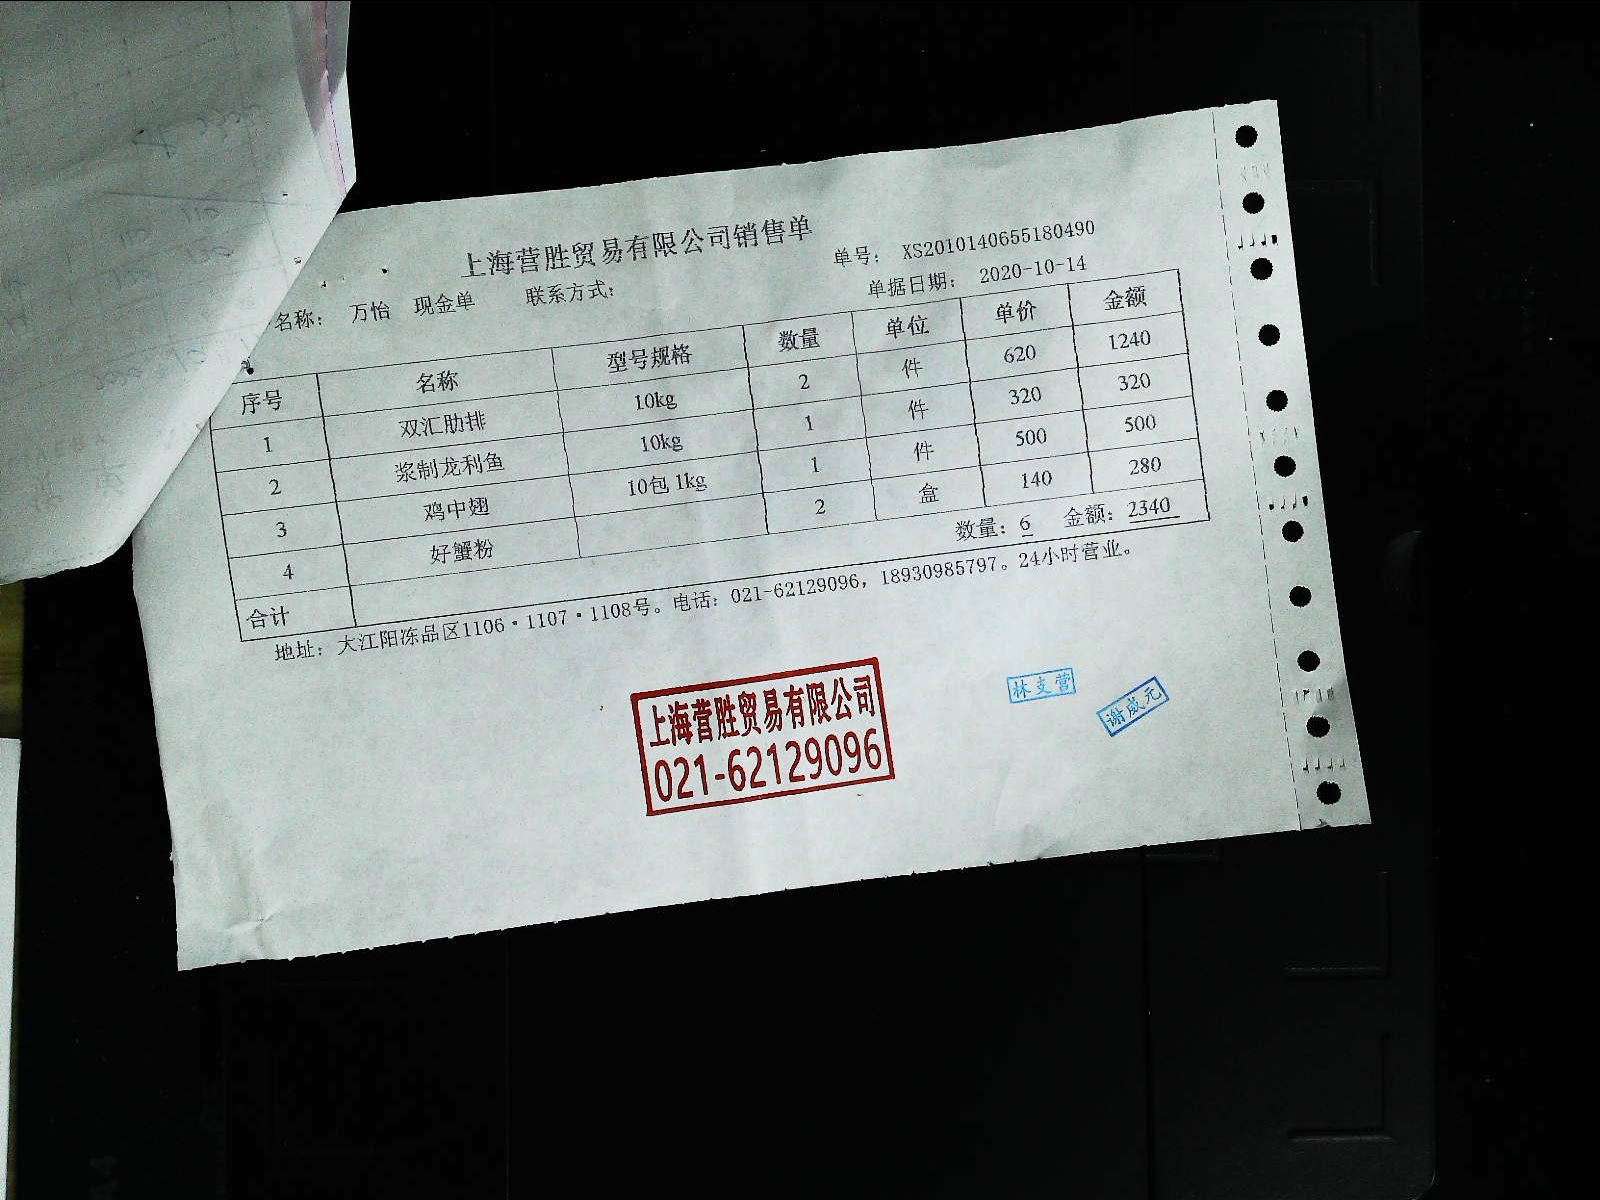 上海营胜贸易有限公司销售单
单号: XS2010140655180490
名称: 万怡 现金单 联系方式: 单据日期: 2020-10-14
序号 名称 型号规格 数量 单位 单价 金额
1 双汇肋排 10kg 2 件 620 1240
2 浆制龙利鱼 10kg 1 件 320 320
3 鸡中翅 10包1kg 1 件 500 500
4 好蟹粉 2 盒 140 280
合计 数量: 6 金额: 2340
地址: 大江阳冻品区1106·1107·1108号。电话: 021-62129096, 18930985797。24小时营业。
上海营胜贸易有限公司
021-62129096
林支营
谢成元